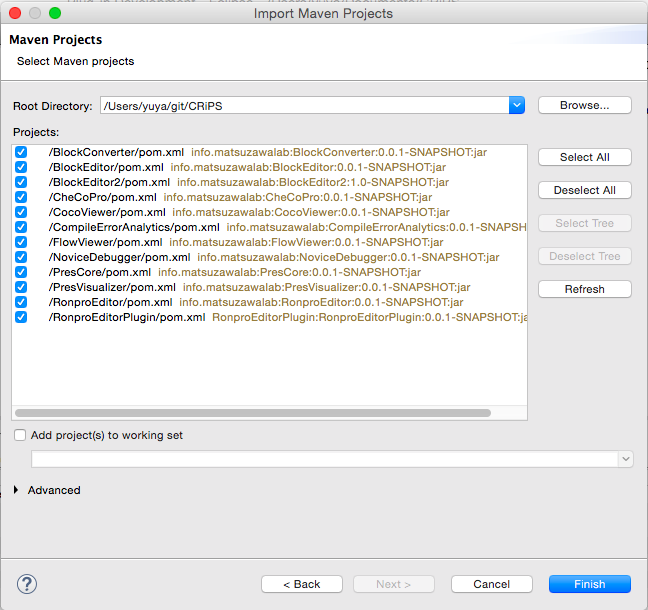 Import Maven Projects
Maven Projects
Select Maven projects
Root Directory: /Users/yuya/git/CRiPS Browse...
Projects:
/BlockConverter/pom.xml info.matsuzawalab:BlockConverter:0.0.1-SNAPSHOT:jar
/BlockEditor/pom.xml info.matsuzawalab:BlockEditor:0.0.1-SNAPSHOT:jar
/BlockEditor2/pom.xml info.matsuzawalab:BlockEditor2:1.0-SNAPSHOT:jar
/CheCoPro/pom.xml info.matsuzawalab:CheCoPro:0.0.1-SNAPSHOT:jar
/CocoViewer/pom.xml info.matsuzawalab:CocoViewer:0.0.1-SNAPSHOT:jar
/CompileErrorAnalytics/pom.xml info.matsuzawalab:CompileErrorAnalytics:0.0.1-SNAPSH
/FlowViewer/pom.xml info.matsuzawalab:FlowViewer:0.0.1-SNAPSHOT:jar
/NoviceDebugger/pom.xml info.matsuzawalab:NoviceDebugger:0.0.1-SNAPSHOT:jar
/PresCore/pom.xml info.matsuzawalab:PresCore:0.0.1-SNAPSHOT:jar
/PresVisualizer/pom.xml info.matsuzawalab:PresVisualizer:0.0.1-SNAPSHOT:jar
/RonproEditor/pom.xml info.matsuzawalab:RonproEditor:0.0.1-SNAPSHOT:jar
/RonproEditorPlugin/pom.xml RonproEditorPlugin:RonproEditorPlugin:0.0.1-SNAPSHOT:ja
Select All
Deselect All
Select Tree
Deselect Tree
Refresh
Add project(s) to working set
Advanced
? < Back Next > Cancel Finish